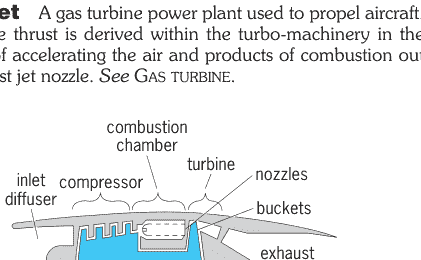 et A gas turbine power plant used to propel aircraft
e thrust is derived within the turbo-machinery in the
f accelerating the air and products of combustion out
st jet nozzle. See GAS TURBINE.
combustion
chamber
turbine
inlet
diffuser
compressor
nozzles
buckets
exhaust